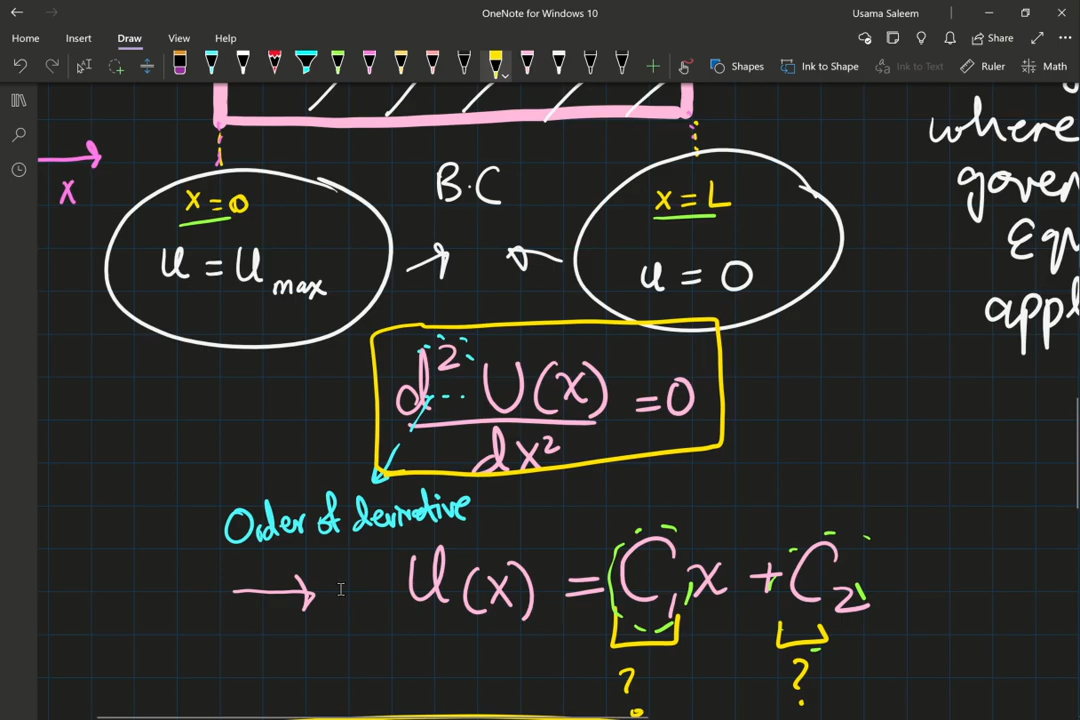 OneNote for Windows 10
Usama Saleem
Home Insert Draw View Help
Share
Shapes Ink to Shape Ink to Text Ruler Math
x
B.C
x = 0
u = u max
x = L
u = 0
where
gover
Equ
appl
d² U(x) / dx² = 0
Order of derivative
→ u(x) = C₁x + C₂
? ?